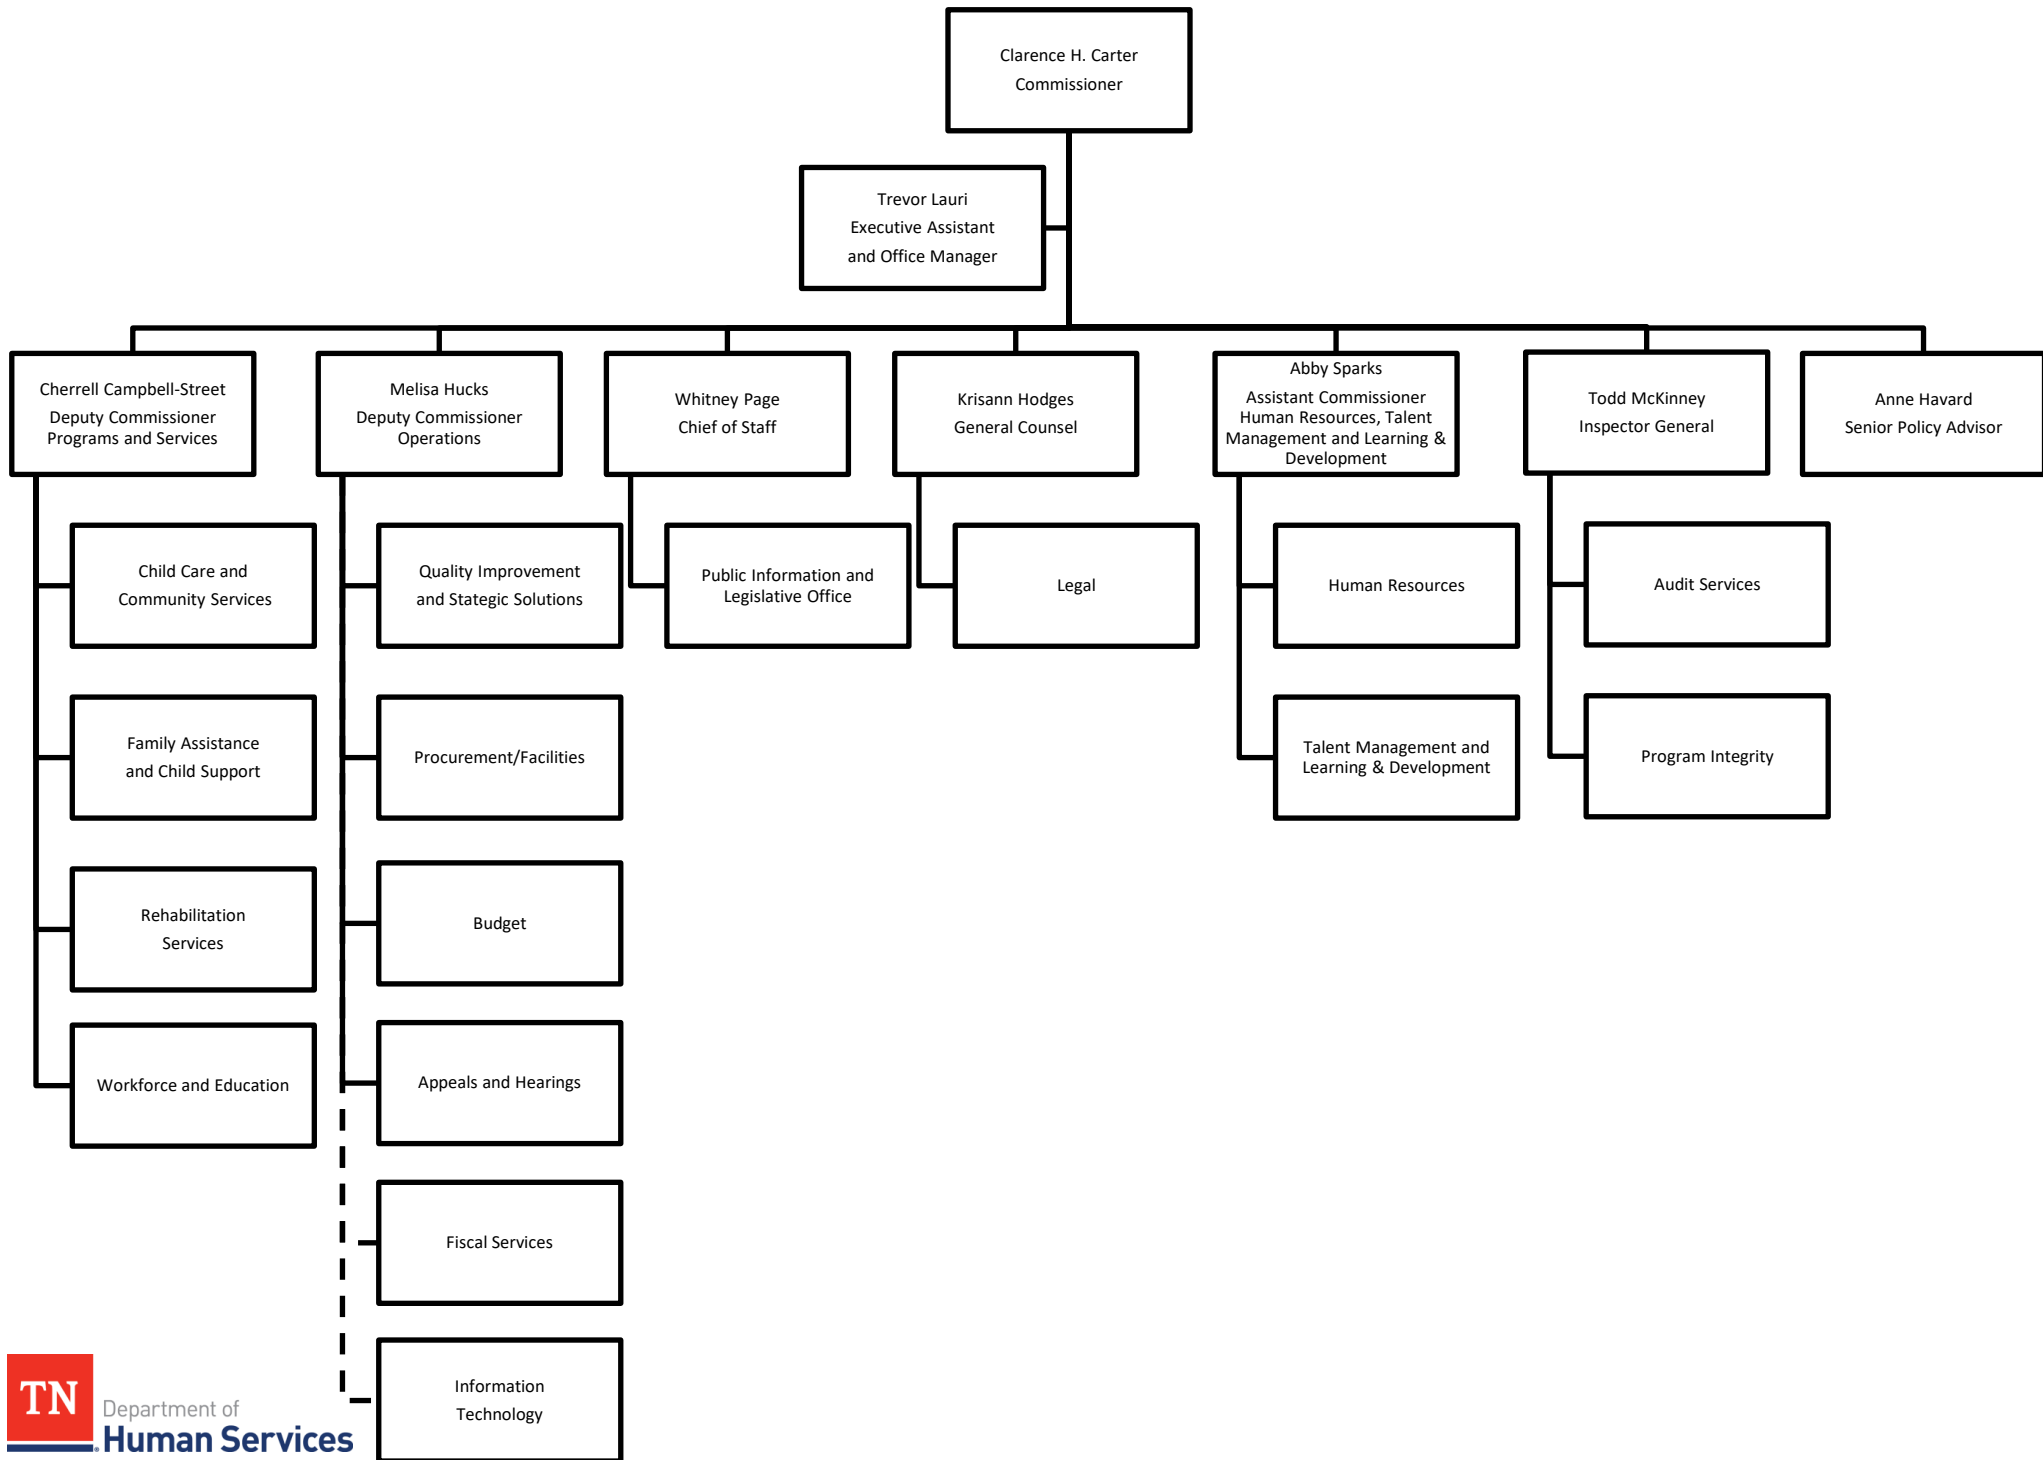 Clarence H. Carter
Commissioner
Trevor Lauri
Executive Assistant
and Office Manager
Cherrell Campbell-Street
Deputy Commissioner
Programs and Services
Melisa Hucks
Deputy Commissioner
Operations
Whitney Page
Chief of Staff
Krisann Hodges
General Counsel
Abby Sparks
Assistant Commissioner
Human Resources, Talent
Management and Learning &
Development
Todd McKinney
Inspector General
Anne Havard
Senior Policy Advisor
Child Care and
Community Services
Quality Improvement
and Stategic Solutions
Public Information and
Legislative Office
Legal
Human Resources
Audit Services
Family Assistance
and Child Support
Procurement/Facilities
Talent Management and
Learning & Development
Program Integrity
Rehabilitation
Services
Budget
Workforce and Education
Appeals and Hearings
Fiscal Services
Information
Technology
TN
Department of
Human Services